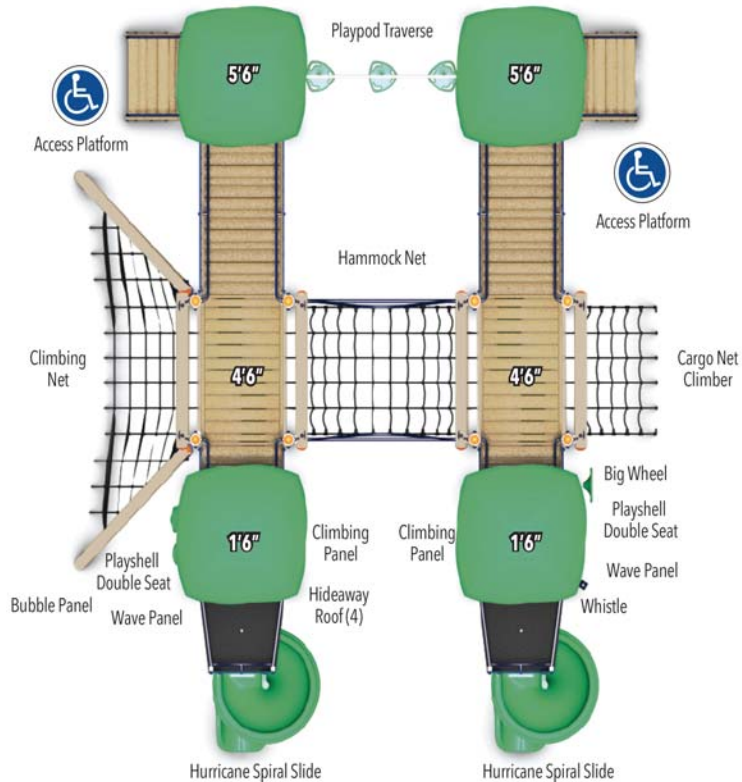 Playpod Traverse
5'6"
5'6"
Access Platform
Access Platform
Hammock Net
Climbing
Net
4'6"
4'6"
Cargo Net
Climber
Big Wheel
Playshell
Double Seat
1'6"
Climbing
Panel
Climbing
Panel
1'6"
Playshell
Double Seat
Wave Panel
Bubble Panel
Wave Panel
Hideaway
Roof (4)
Whistle
Hurricane Spiral Slide
Hurricane Spiral Slide